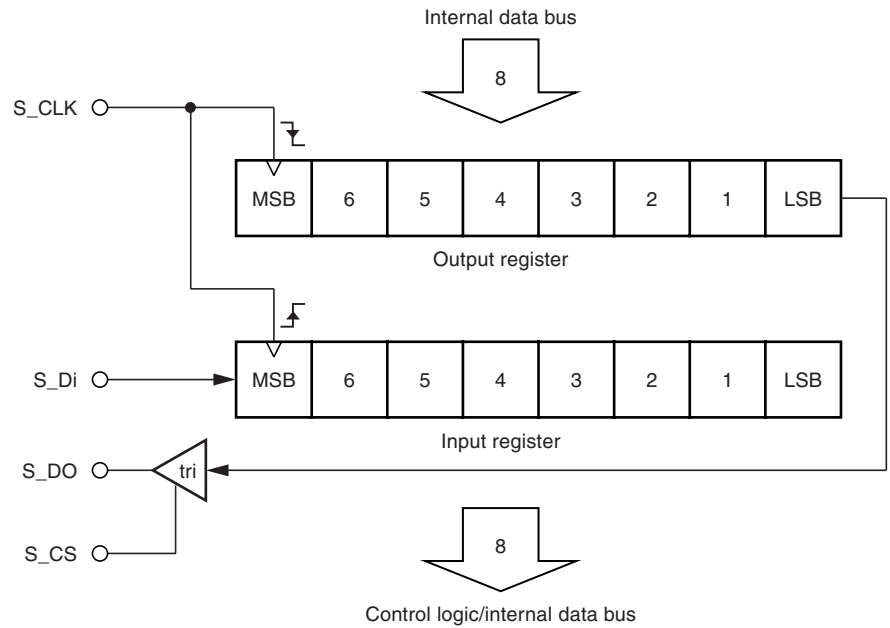 Internal data bus
8
S_CLK
MSB 6 5 4 3 2 1 LSB
Output register
S_Di
MSB 6 5 4 3 2 1 LSB
Input register
S_DO
tri
S_CS
8
Control logic/internal data bus